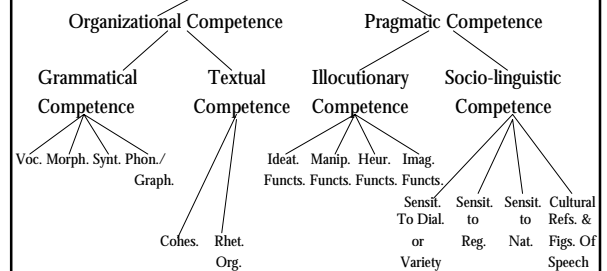 Organizational Competence Pragmatic Competence
Grammatical Textual Illocutionary Socio-linguistic
Competence Competence Competence Competence
Voc. Morph. Synt. Phon./ Ideat. Manip. Heur. Imag.
Graph. Functs. Functs. Functs. Functs.
Sensit. Sensit. Sensit. Cultural
To Dial. to to Refs. &
Cohes. Rhet. or Reg. Nat. Figs. Of
Org. Variety Speech